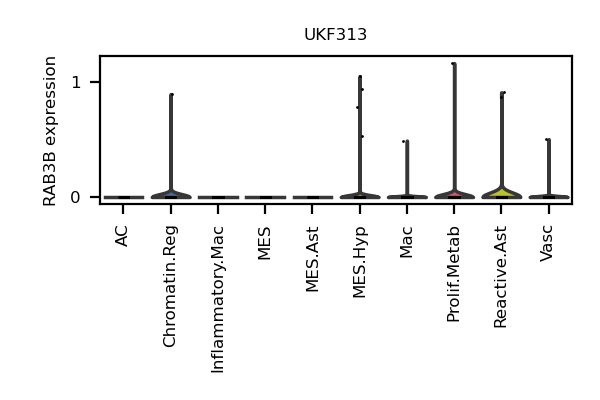 UKF313
RAB3B expression
1
0
AC
Chromatin.Reg
Inflammatory.Mac
MES
MES.Ast
MES.Hyp
Mac
Prolif.Metab
Reactive.Ast
Vasc